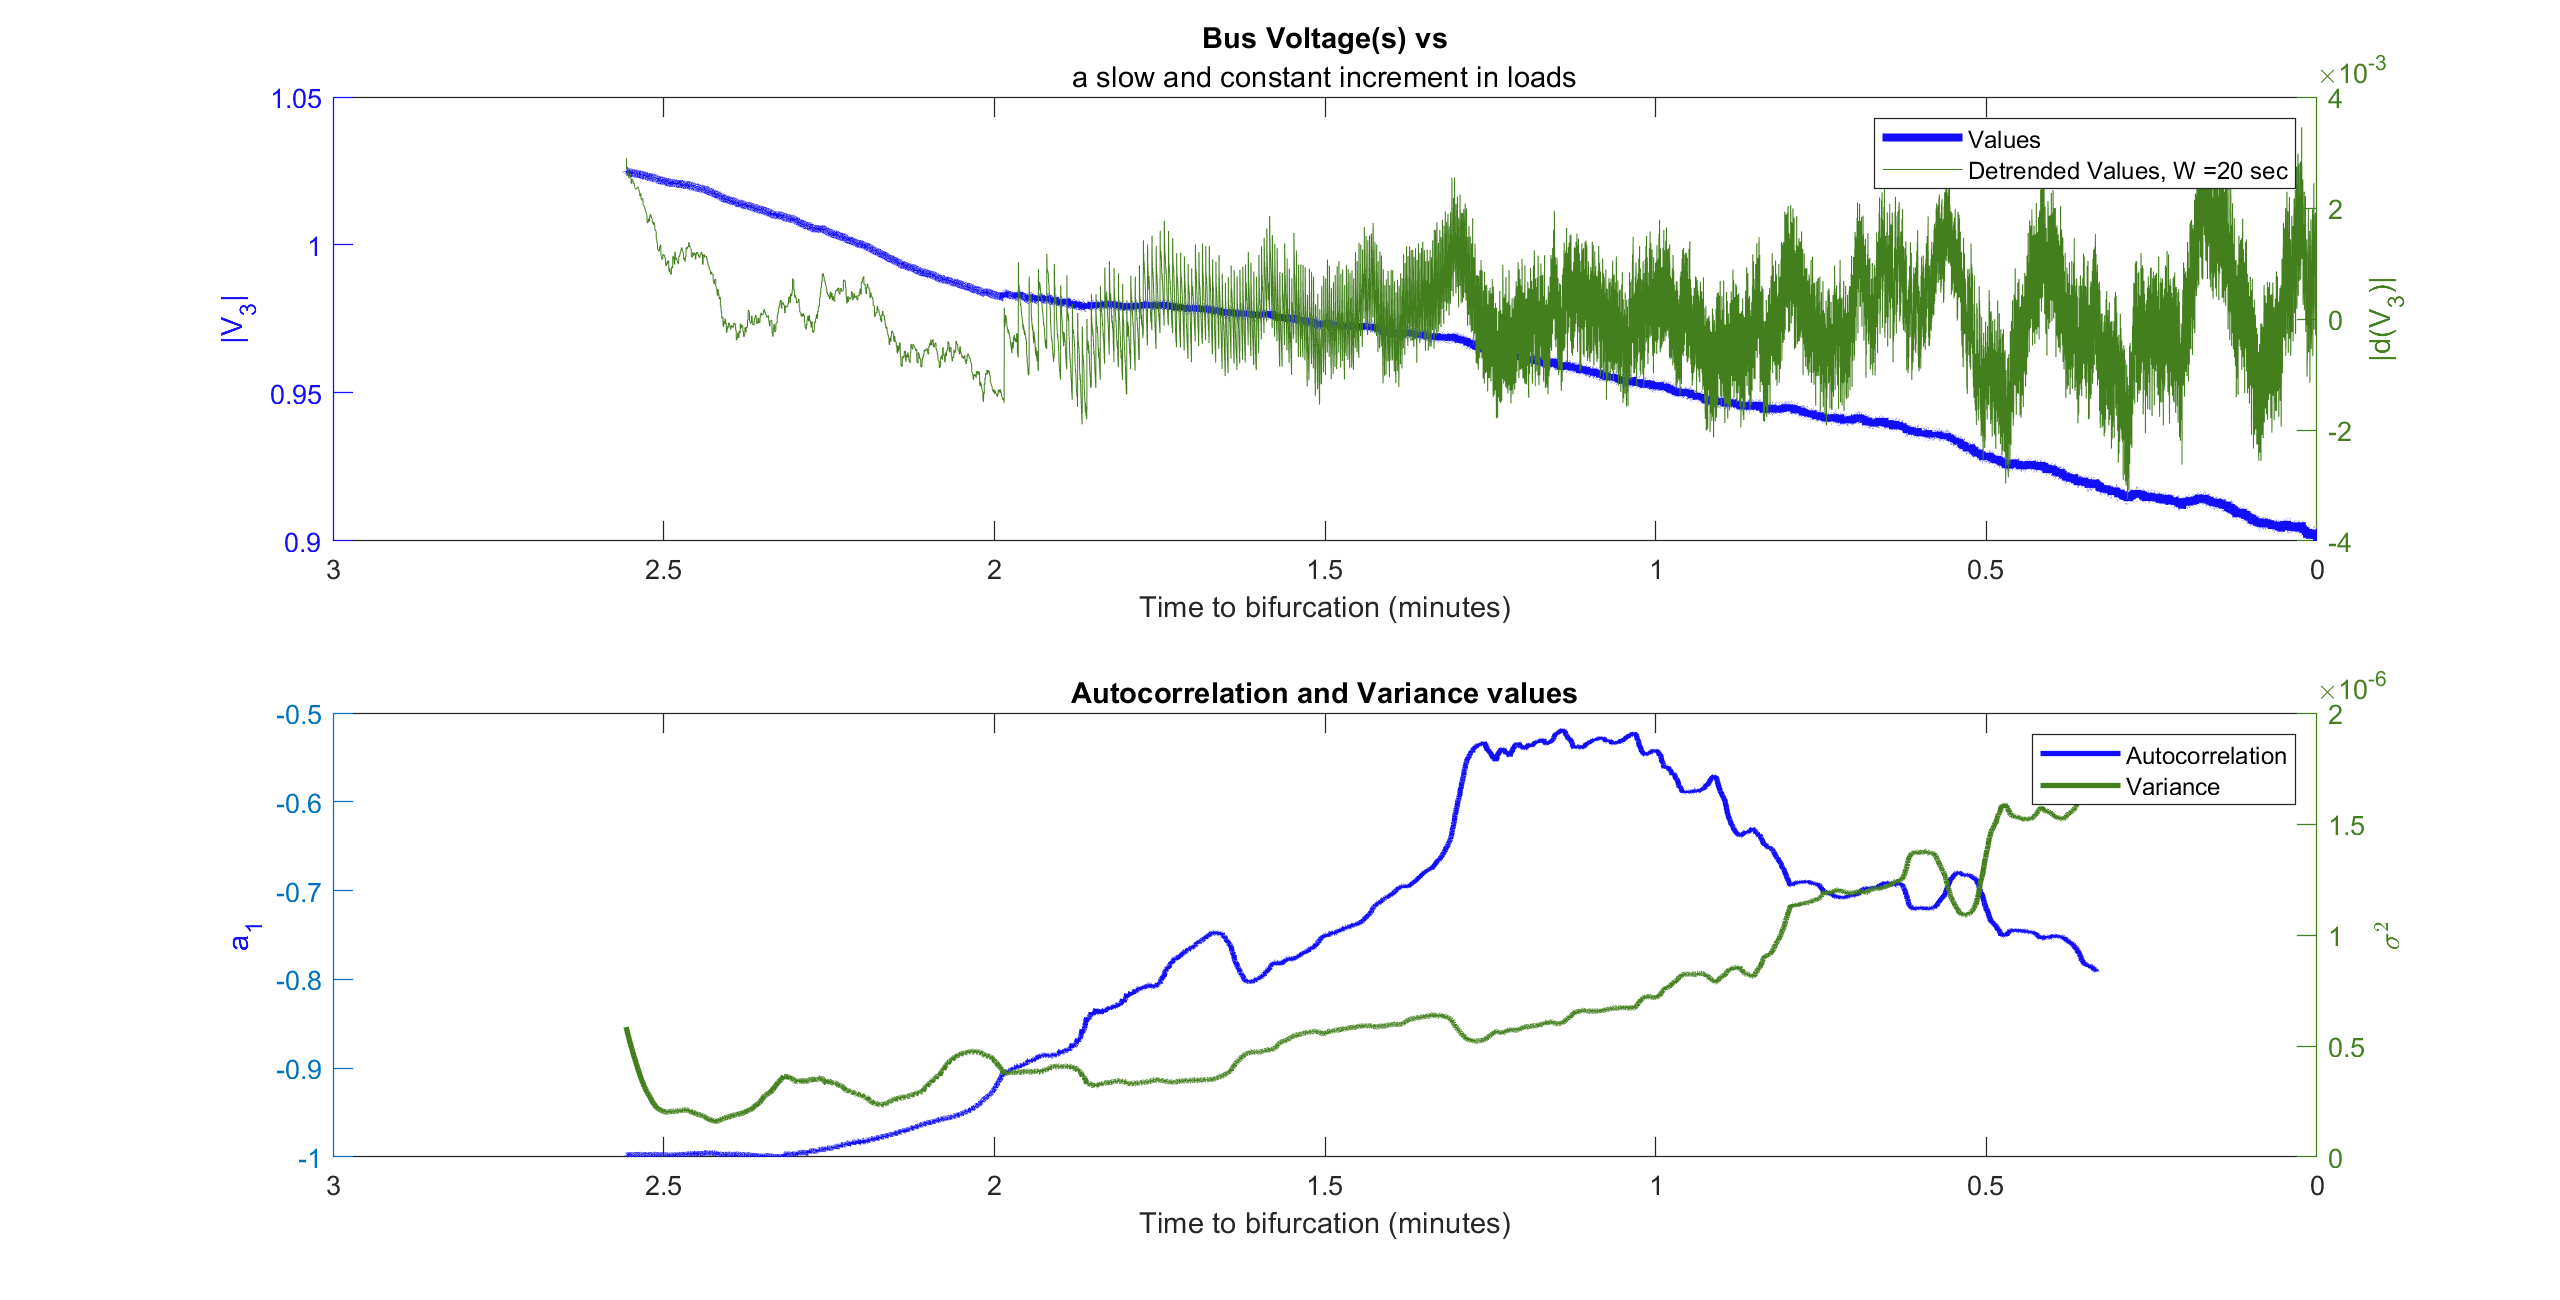 Bus Voltage(s) vs
a slow and constant increment in loads
×10-3
1.05
1
0.95
0.9
|V3|
4
2
0
-2
-4
|d(V3)|
Values
Detrended Values, W =20 sec
3 2.5 2 1.5 1 0.5 0
Time to bifurcation (minutes)
Autocorrelation and Variance values
×10-6
-0.5
-0.6
-0.7
-0.8
-0.9
-1
a1
2
1.5
1
0.5
0
σ2
Autocorrelation
Variance
3 2.5 2 1.5 1 0.5 0
Time to bifurcation (minutes)